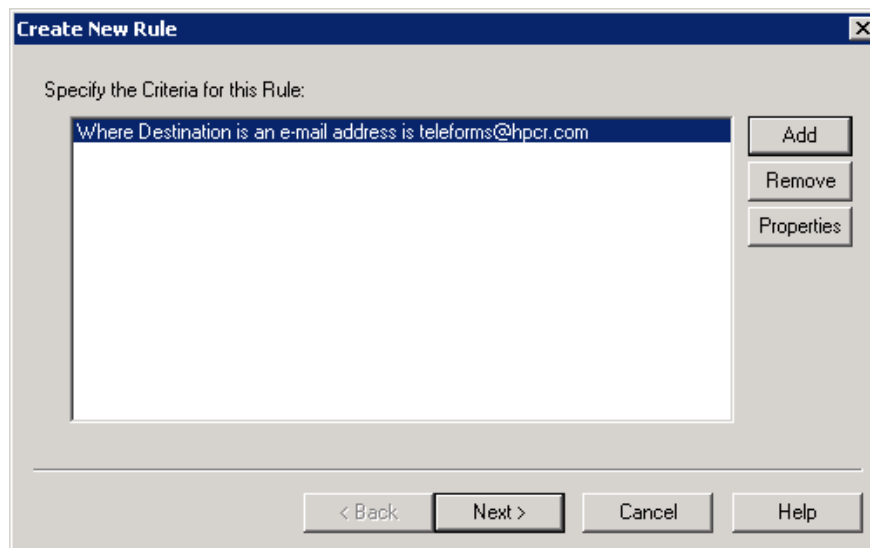 Create New Rule
Specify the Criteria for this Rule:
Where Destination is an e-mail address is teleforms@hpcr.com
Add
Remove
Properties
< Back
Next >
Cancel
Help